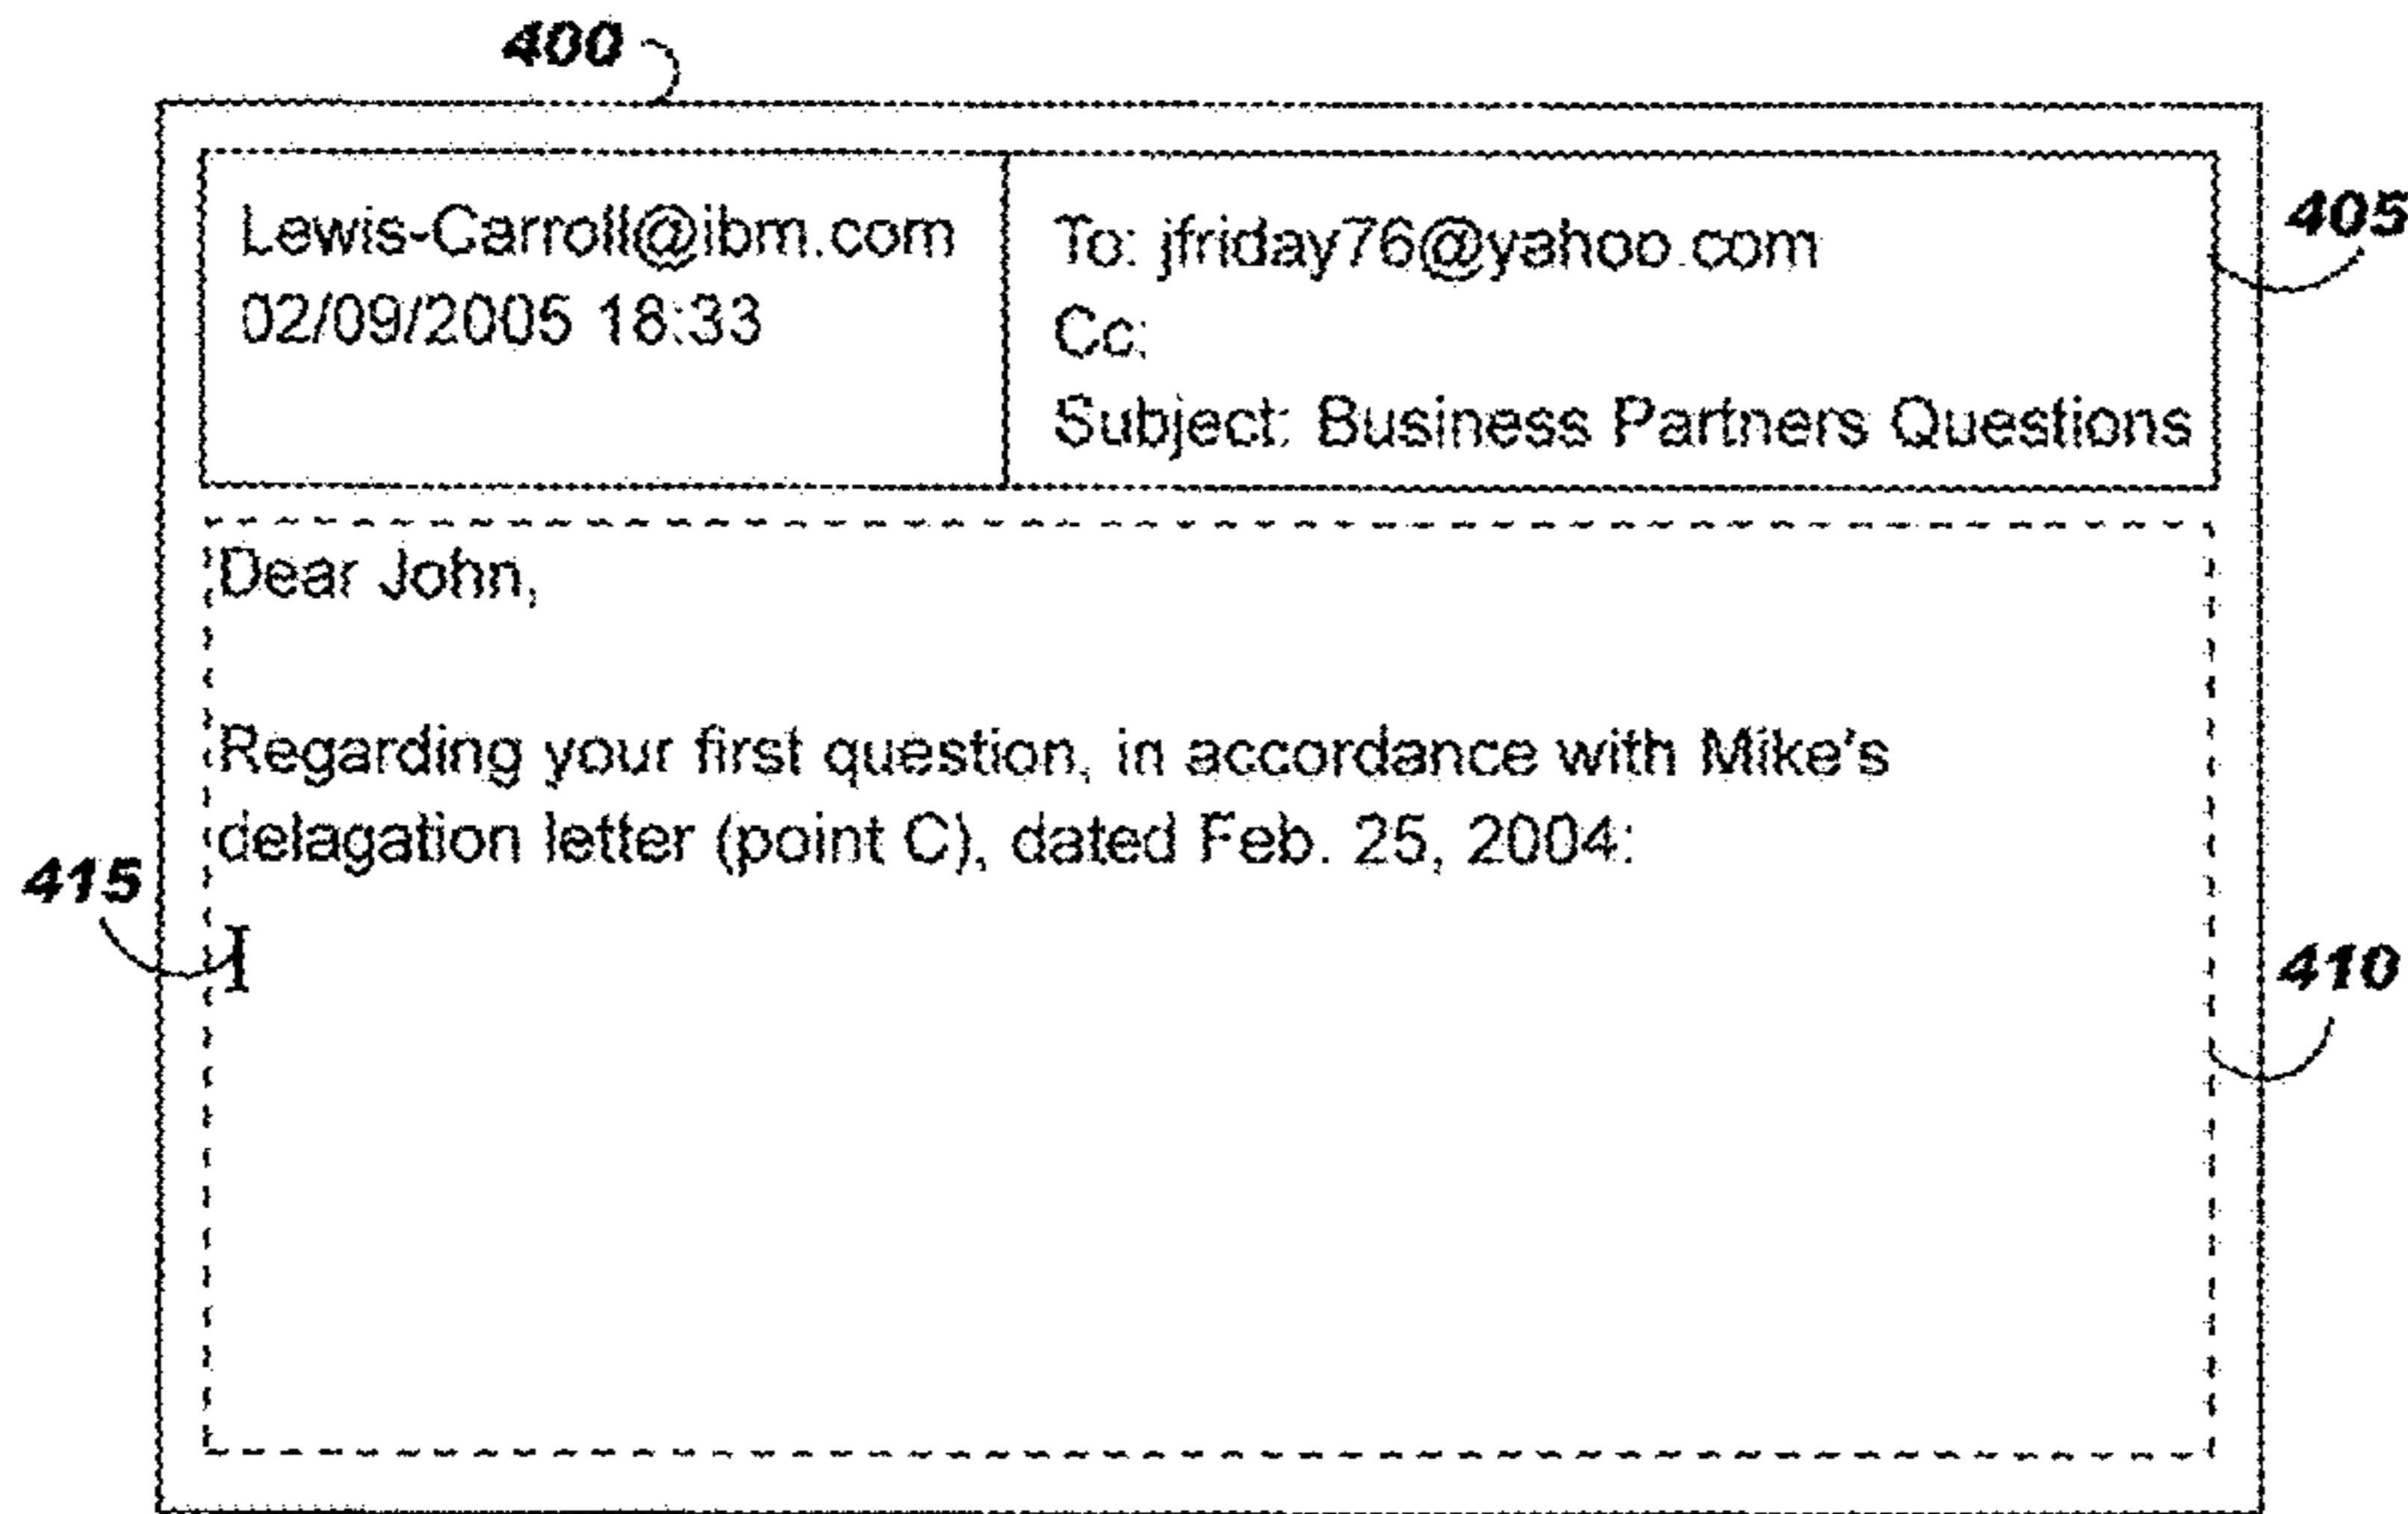 400
Lewis-Carroll@ibm.com
02/09/2005 18:33
To: jfriday76@yahoo.com
Cc:
Subject: Business Partners Questions
405
Dear John,
Regarding your first question, in accordance with Mike's
delagation letter (point C), dated Feb. 25, 2004:
415
410